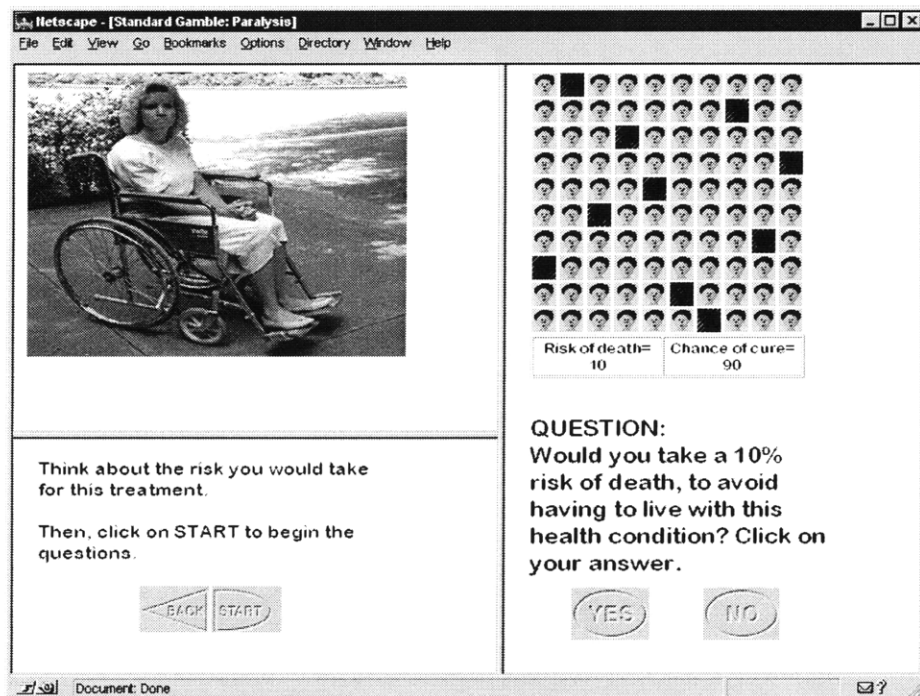 Netscape - [Standard Gamble: Paralysis]
File Edit View Go Bookmarks Options Directory Window Help
Risk of death=
10
Chance of cure=
90
Think about the risk you would take
for this treatment.
Then, click on START to begin the
questions.
BACK START
QUESTION:
Would you take a 10%
risk of death, to avoid
having to live with this
health condition? Click on
your answer.
YES NO
Document: Done